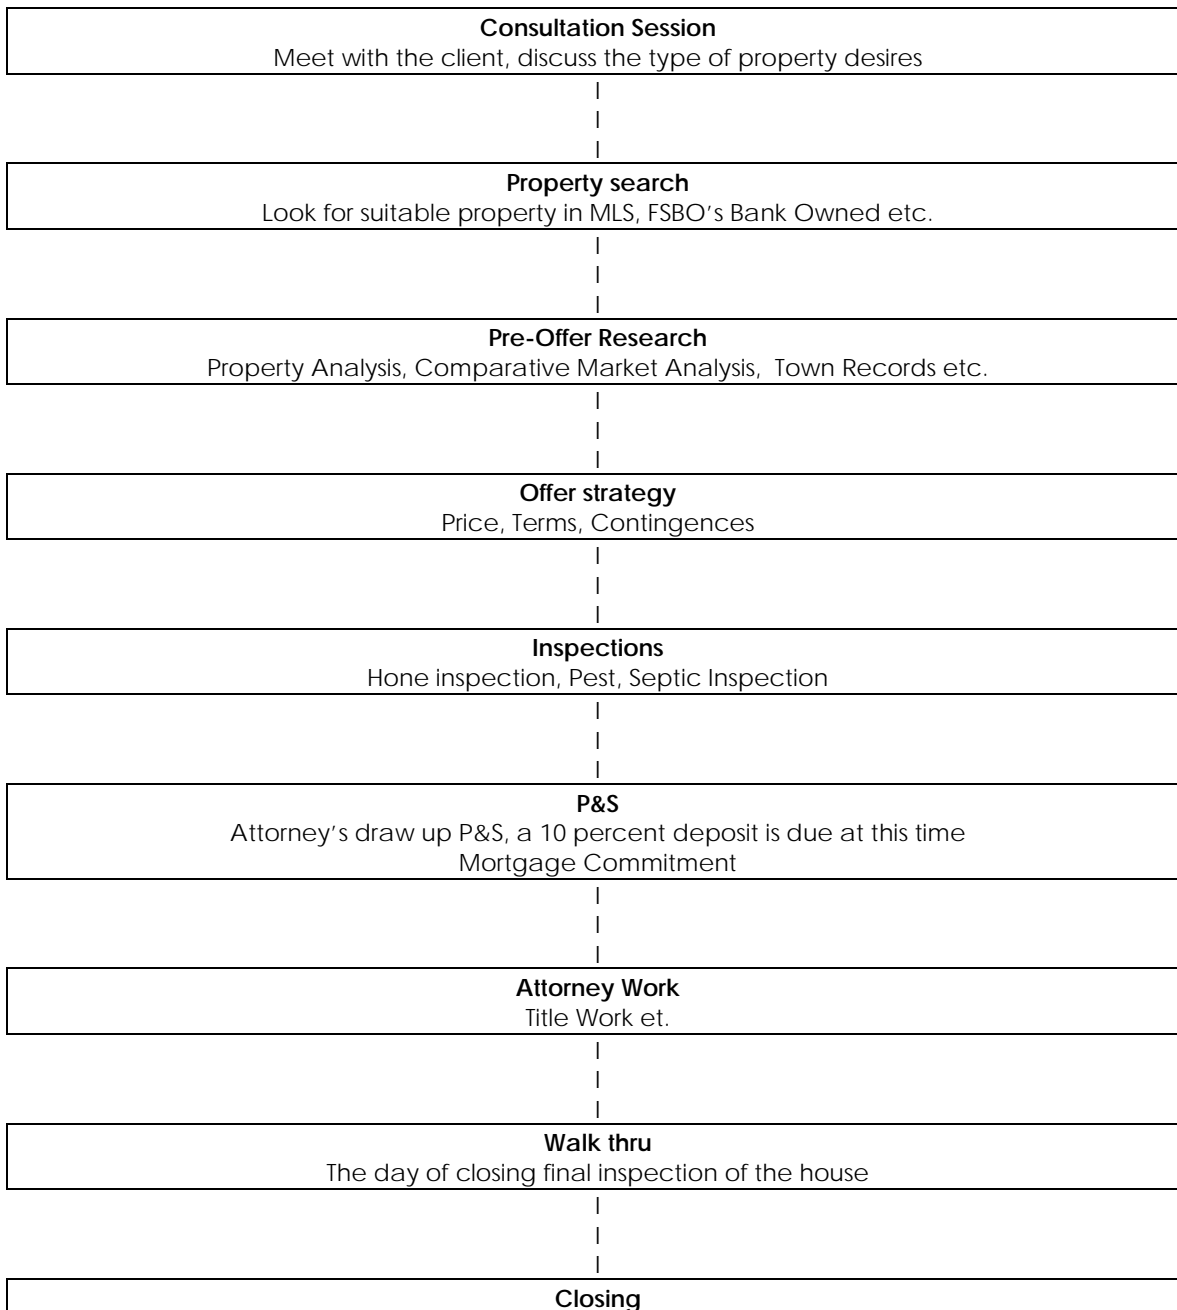 Consultation Session
Meet with the client, discuss the type of property desires
Property search
Look for suitable property in MLS, FSBO's Bank Owned etc.
Pre-Offer Research
Property Analysis, Comparative Market Analysis, Town Records etc.
Offer strategy
Price, Terms, Contingences
Inspections
Hone inspection, Pest, Septic Inspection
P&S
Attorney's draw up P&S, a 10 percent deposit is due at this time
Mortgage Commitment
Attorney Work
Title Work et.
Walk thru
The day of closing final inspection of the house
Closing